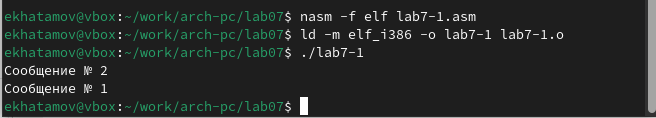 ekhatamov@vbox:~/work/arch-pc/lab07$ nasm -f elf lab7-1.asm
ekhatamov@vbox:~/work/arch-pc/lab07$ ld -m elf_i386 -o lab7-1 lab7-1.o
ekhatamov@vbox:~/work/arch-pc/lab07$ ./lab7-1
Сообщение № 2
Сообщение № 1
ekhatamov@vbox:~/work/arch-pc/lab07$